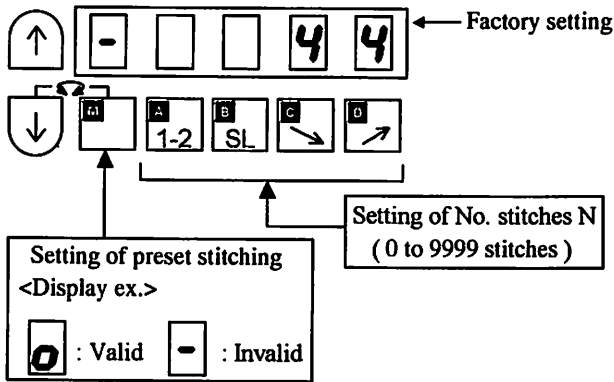 - 4 4 Factory setting
M A B C D
1-2 SL
Setting of No. stitches N
( 0 to 9999 stitches )
Setting of preset stitching
<Display ex.>
o : Valid - : Invalid